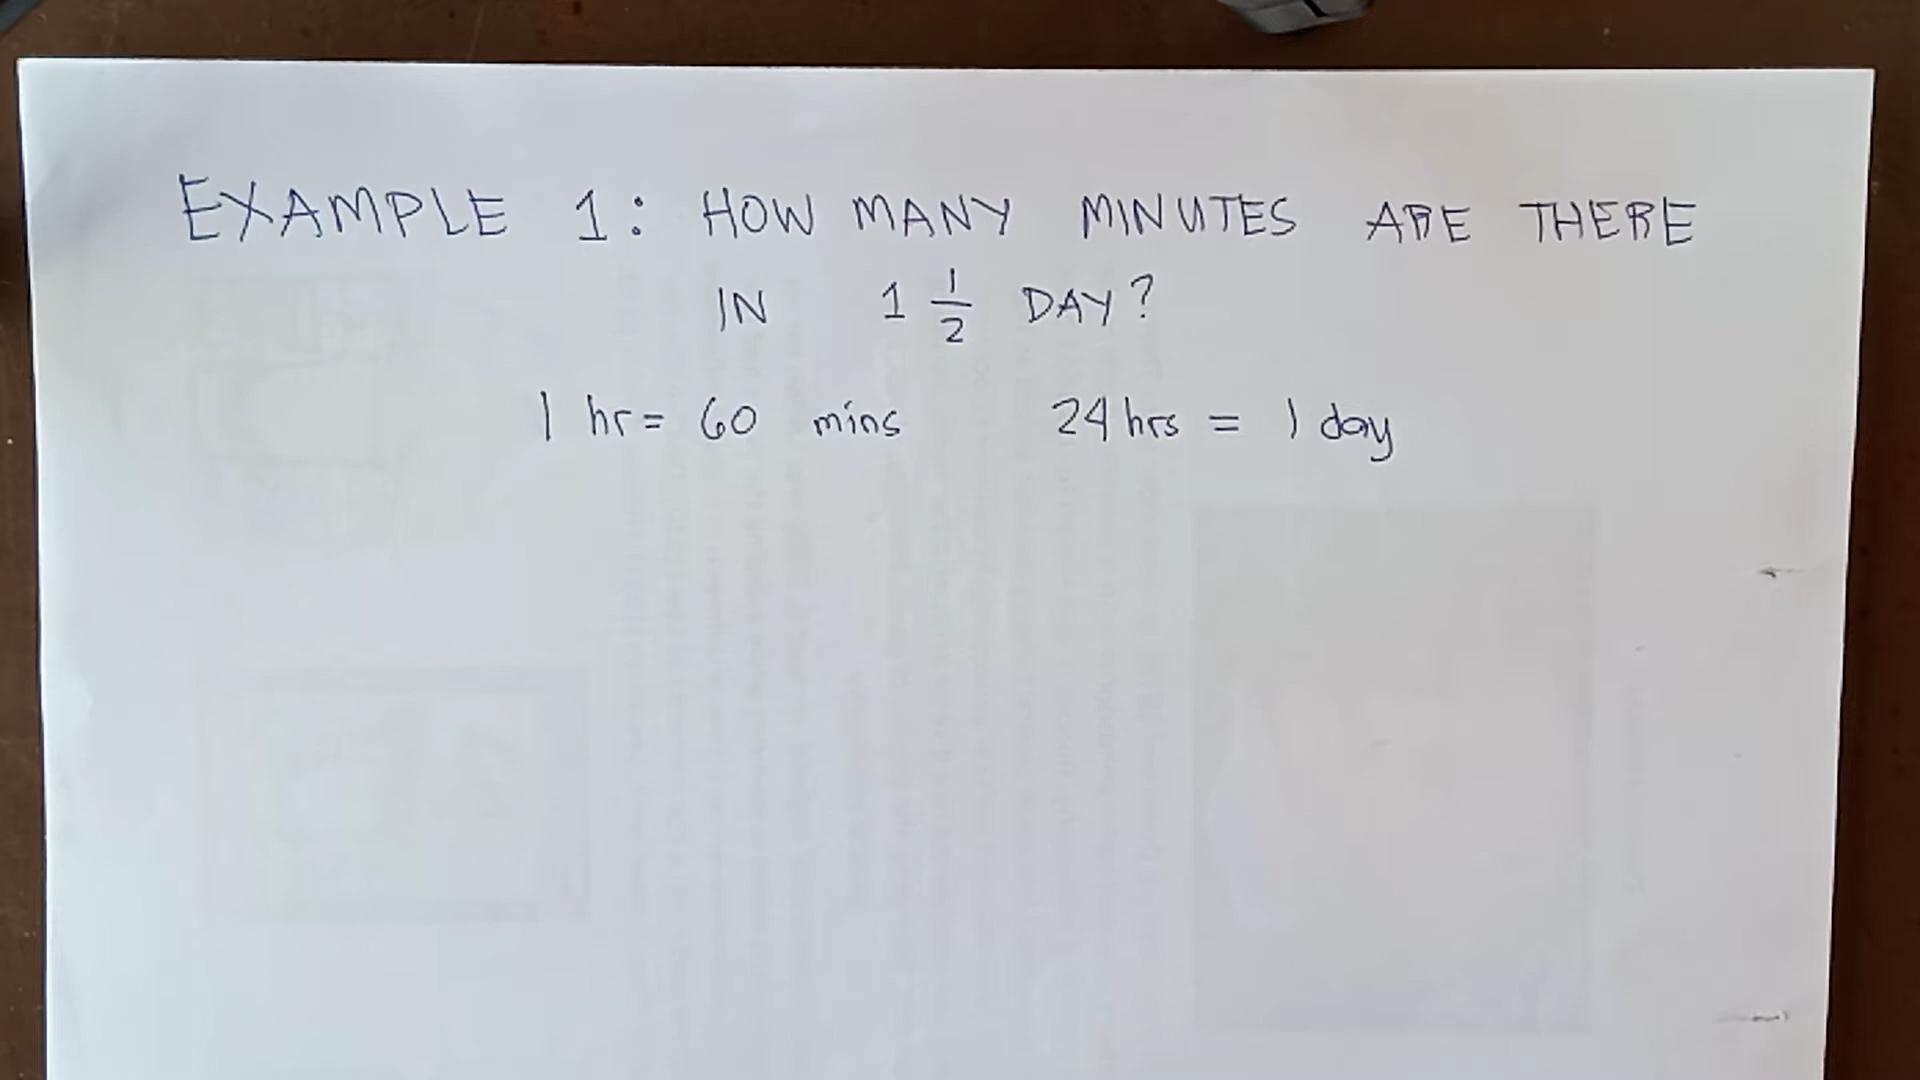 EXAMPLE 1: HOW MANY MINUTES ARE THERE
IN 1 1/2 DAY?
1 hr = 60 mins 24 hrs = 1 day